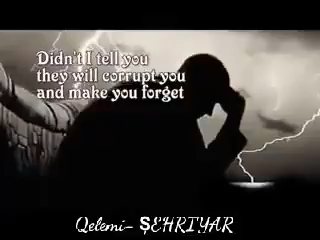 Didn't I tell you
they will corrupt you
and make you forget
Qelemi- ŞEHRIYAR